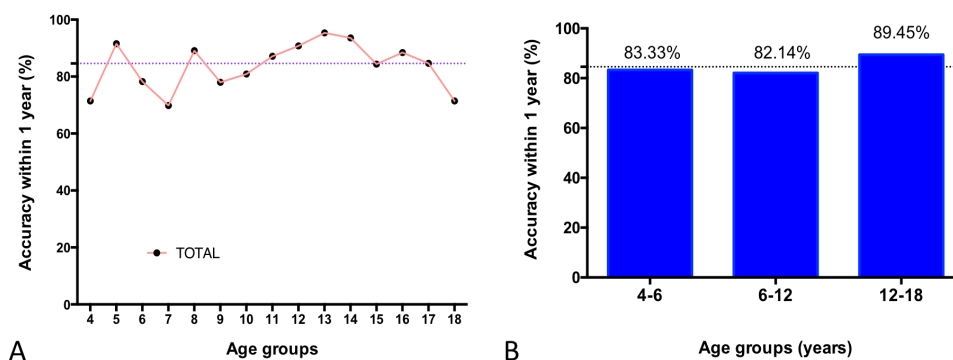 100
80
60
40
20
0
Accuracy within 1 year (%)
TOTAL
4 5 6 7 8 9 10 11 12 13 14 15 16 17 18
Age groups
A
100
80
60
40
20
0
Accuracy within 1 year (%)
83.33% 82.14% 89.45%
4-6 6-12 12-18
Age groups (years)
B